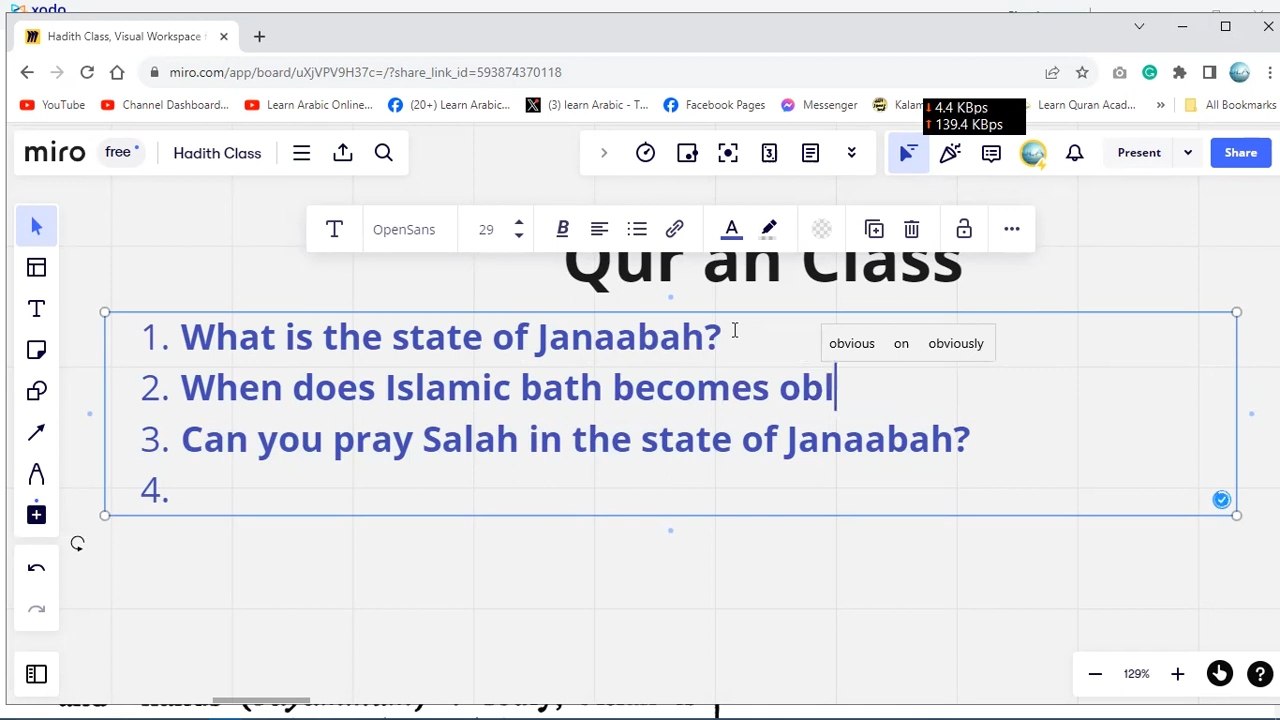 xodo
Hadith Class, Visual Workspace
miro.com/app/board/uXjVPV9H37c=/?share_link_id=593874370118
YouTube Channel Dashboard... Learn Arabic Online... (20+) Learn Arabic... (3) learn Arabic - T... Facebook Pages Messenger Kalam Learn Quran Acad... » All Bookmarks
↓ 4.4 KBps
↑ 139.4 KBps
miro free Hadith Class 3 Present Share
T OpenSans 29 B A
Qur'an Class
1. What is the state of Janaabah?
obvious on obviously
2. When does Islamic bath becomes obl
3. Can you pray Salah in the state of Janaabah?
4.
129% ?
and